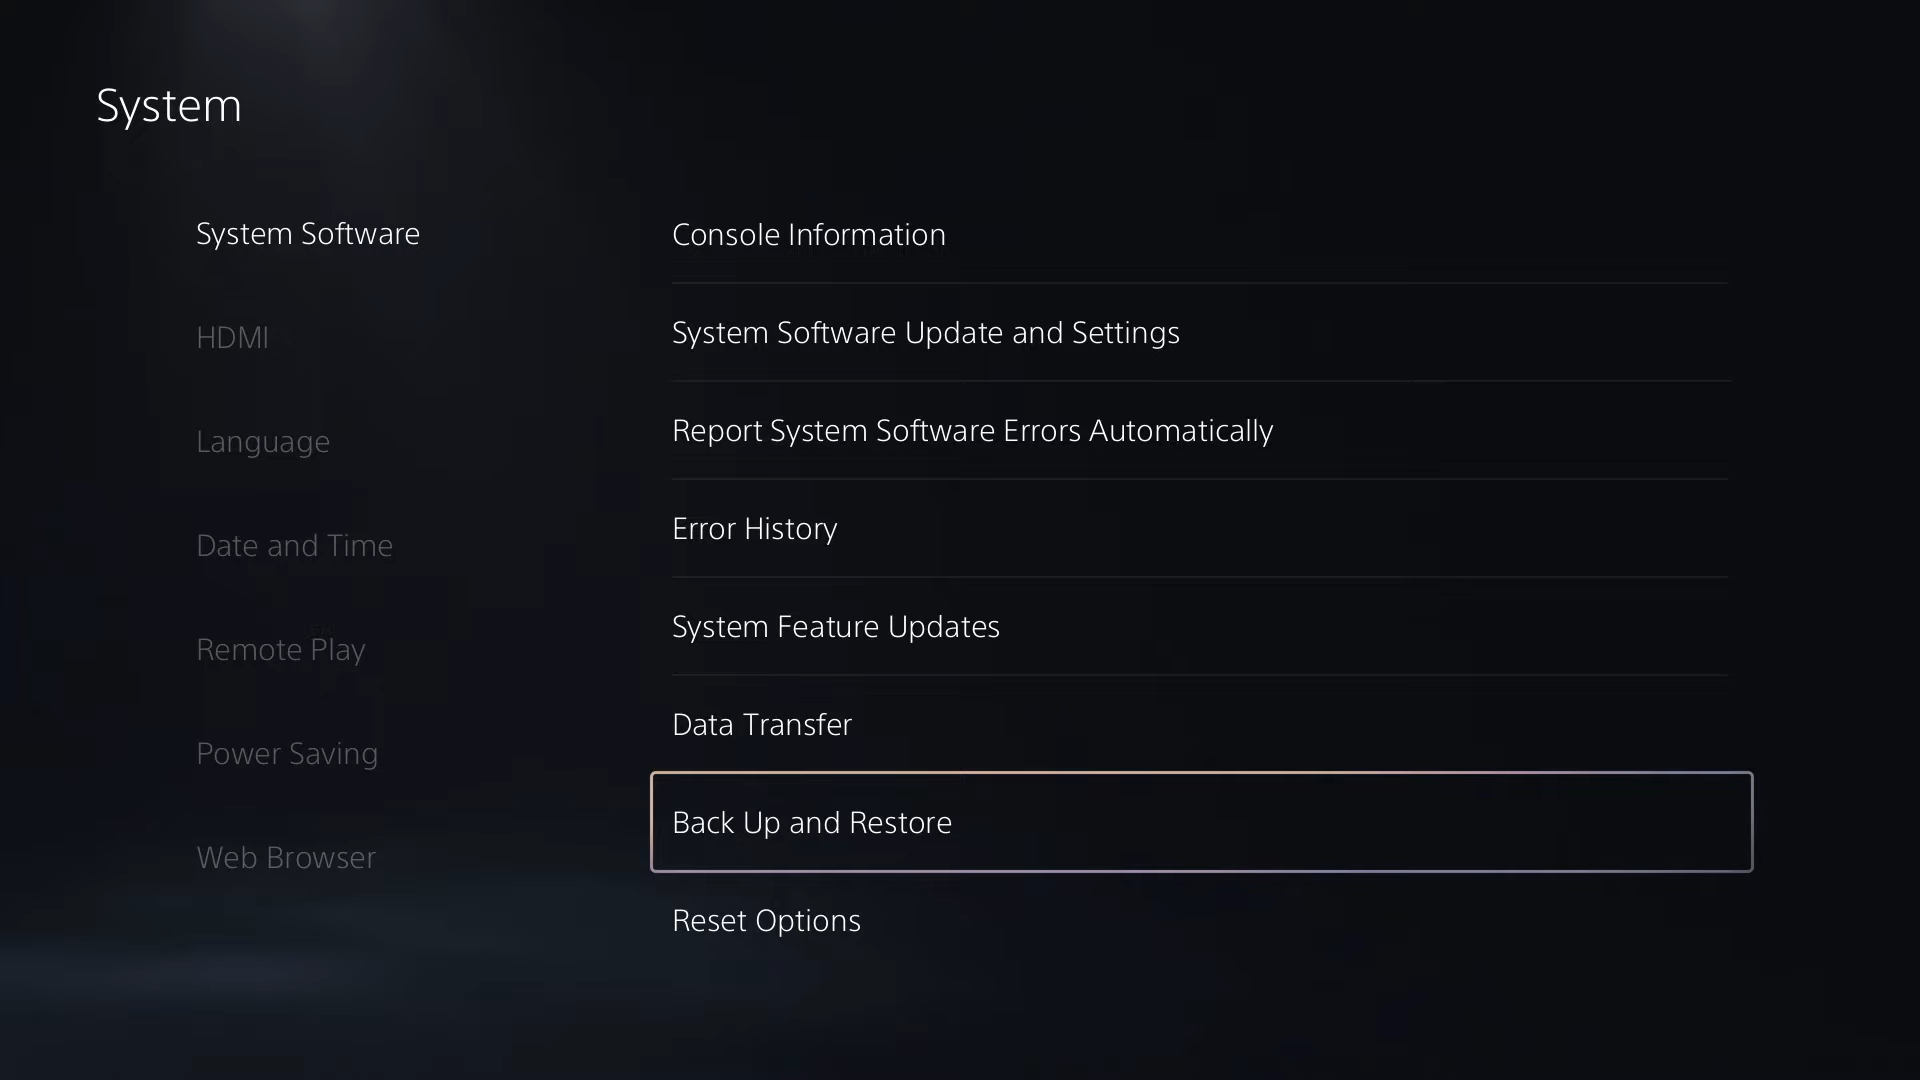 System
System Software
HDMI
Language
Date and Time
Remote Play
Power Saving
Web Browser
Console Information
System Software Update and Settings
Report System Software Errors Automatically
Error History
System Feature Updates
Data Transfer
Back Up and Restore
Reset Options